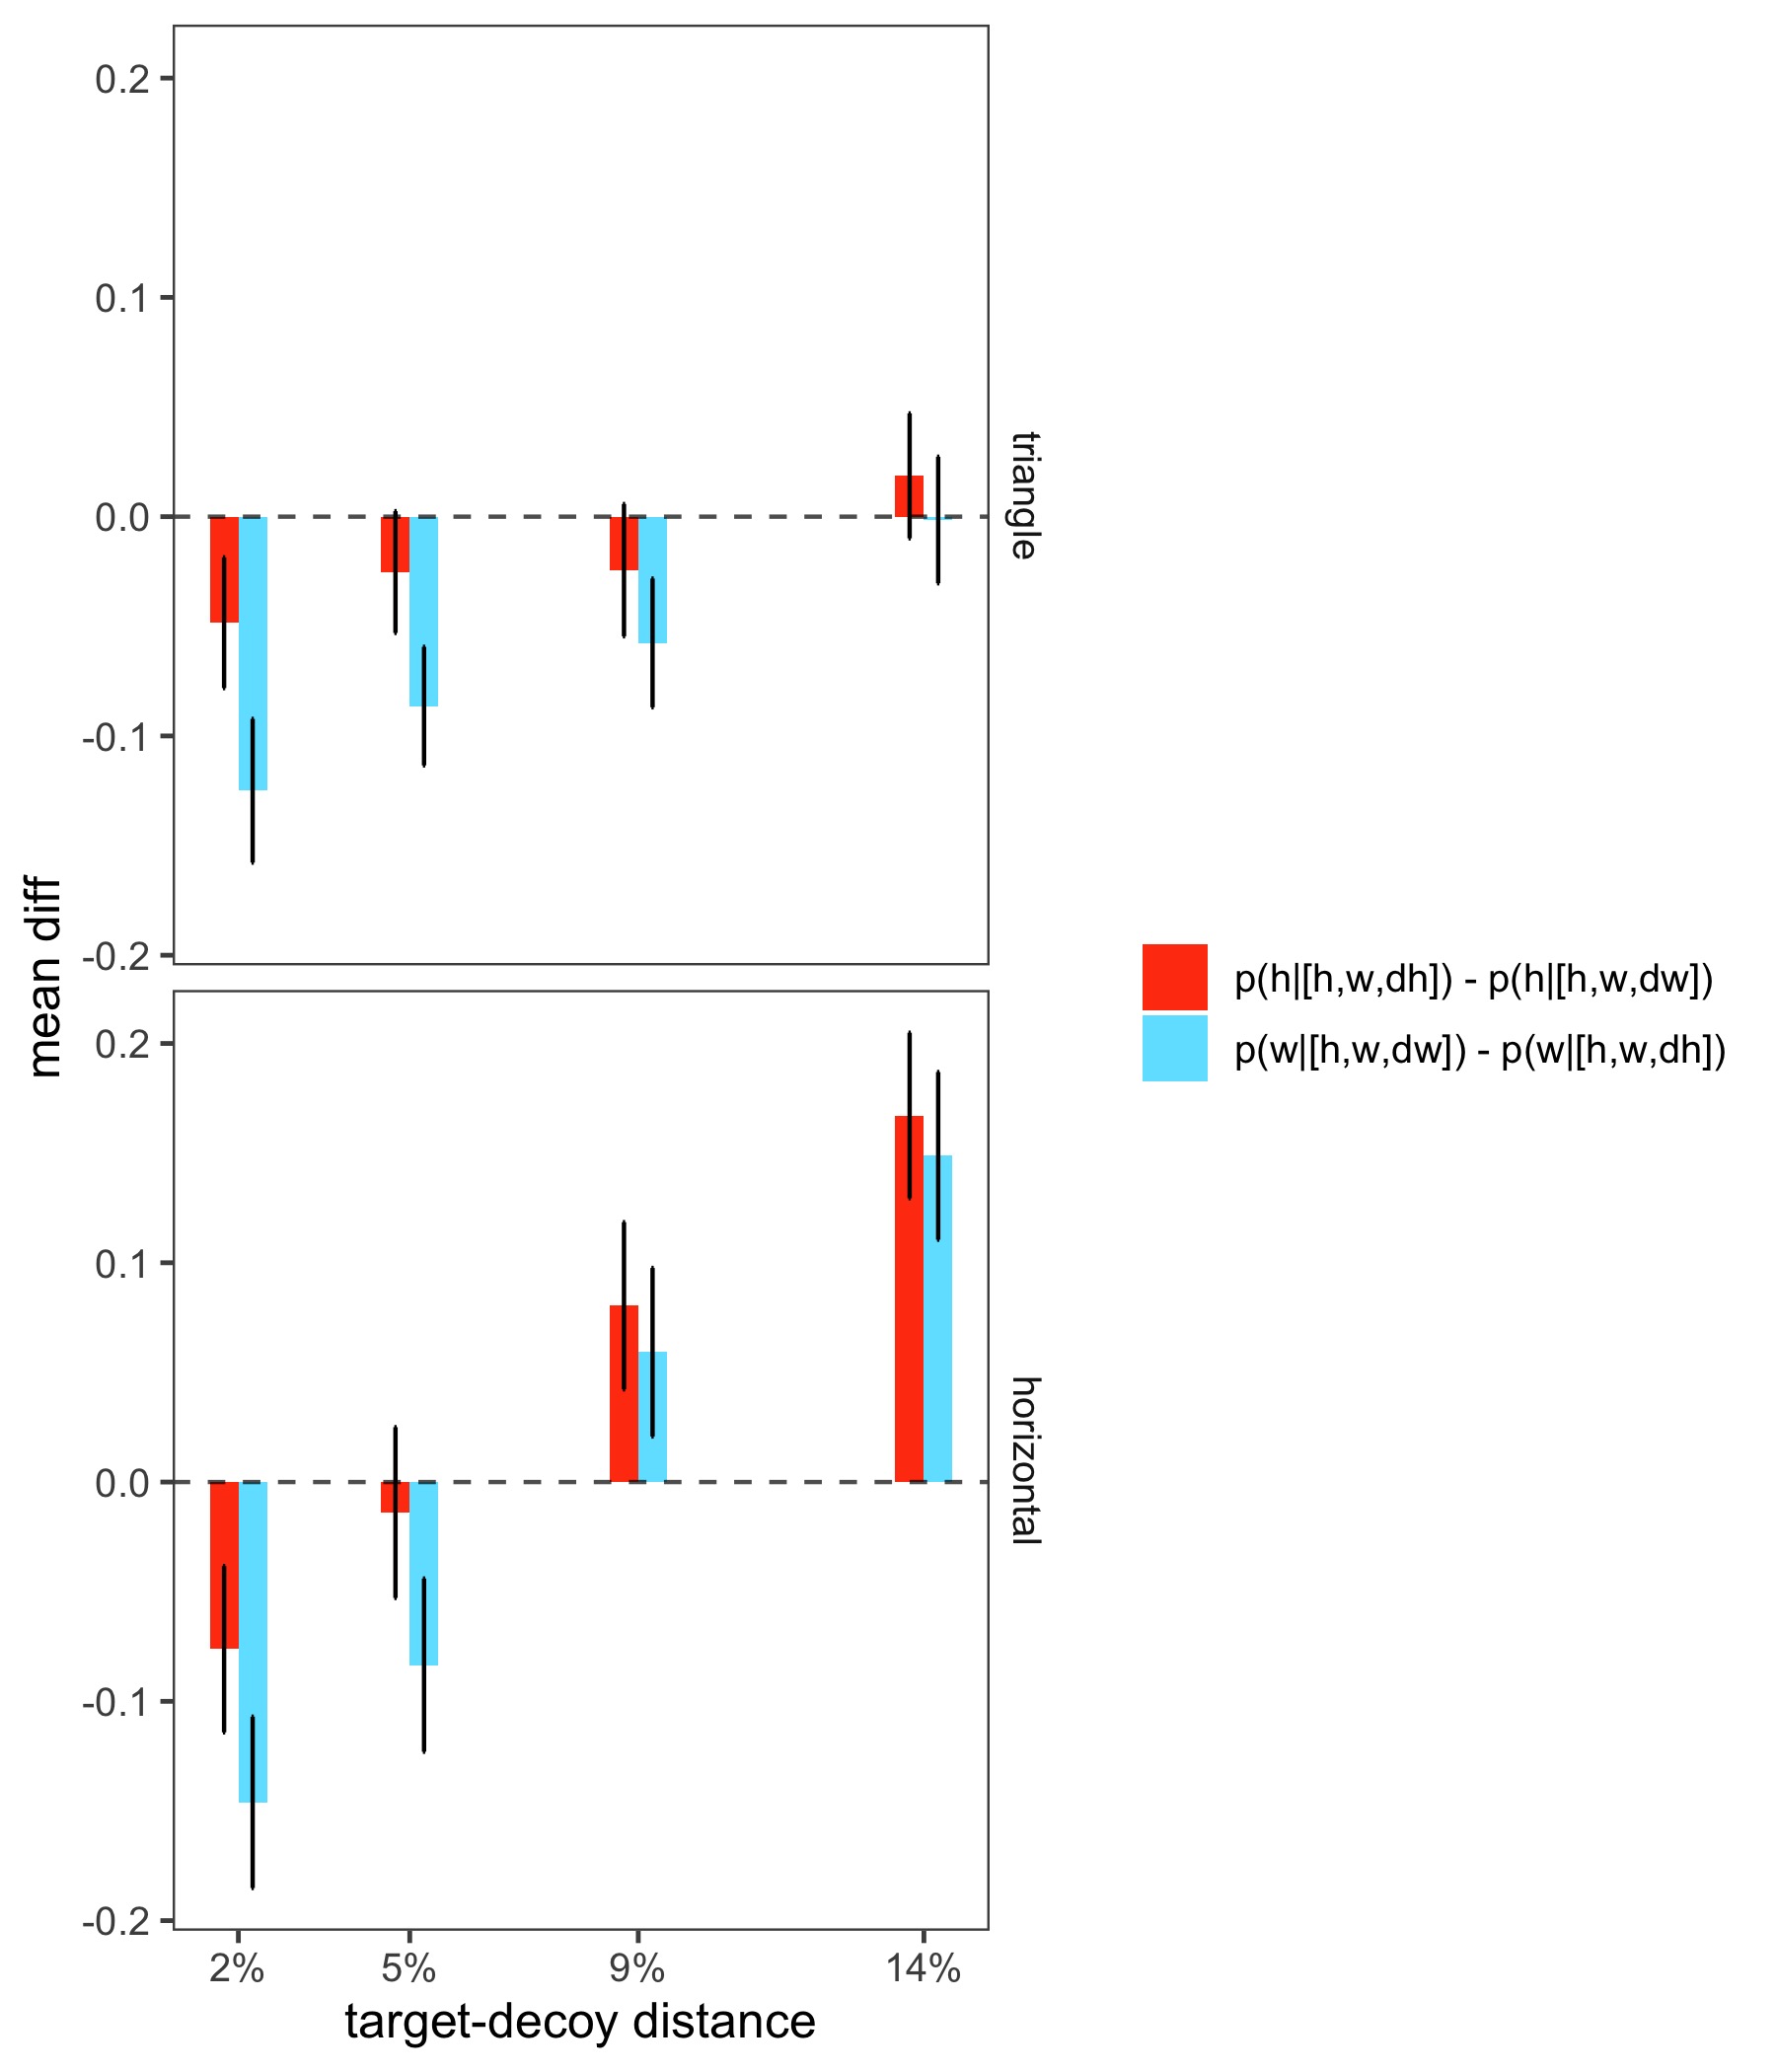 mean diff
0.2
0.1
0.0
-0.1
-0.2
triangle
0.2
0.1
0.0
-0.1
-0.2
horizontal
2% 5% 9% 14%
target-decoy distance
p(h|[h,w,dh]) - p(h|[h,w,dw])
p(w|[h,w,dw]) - p(w|[h,w,dh])